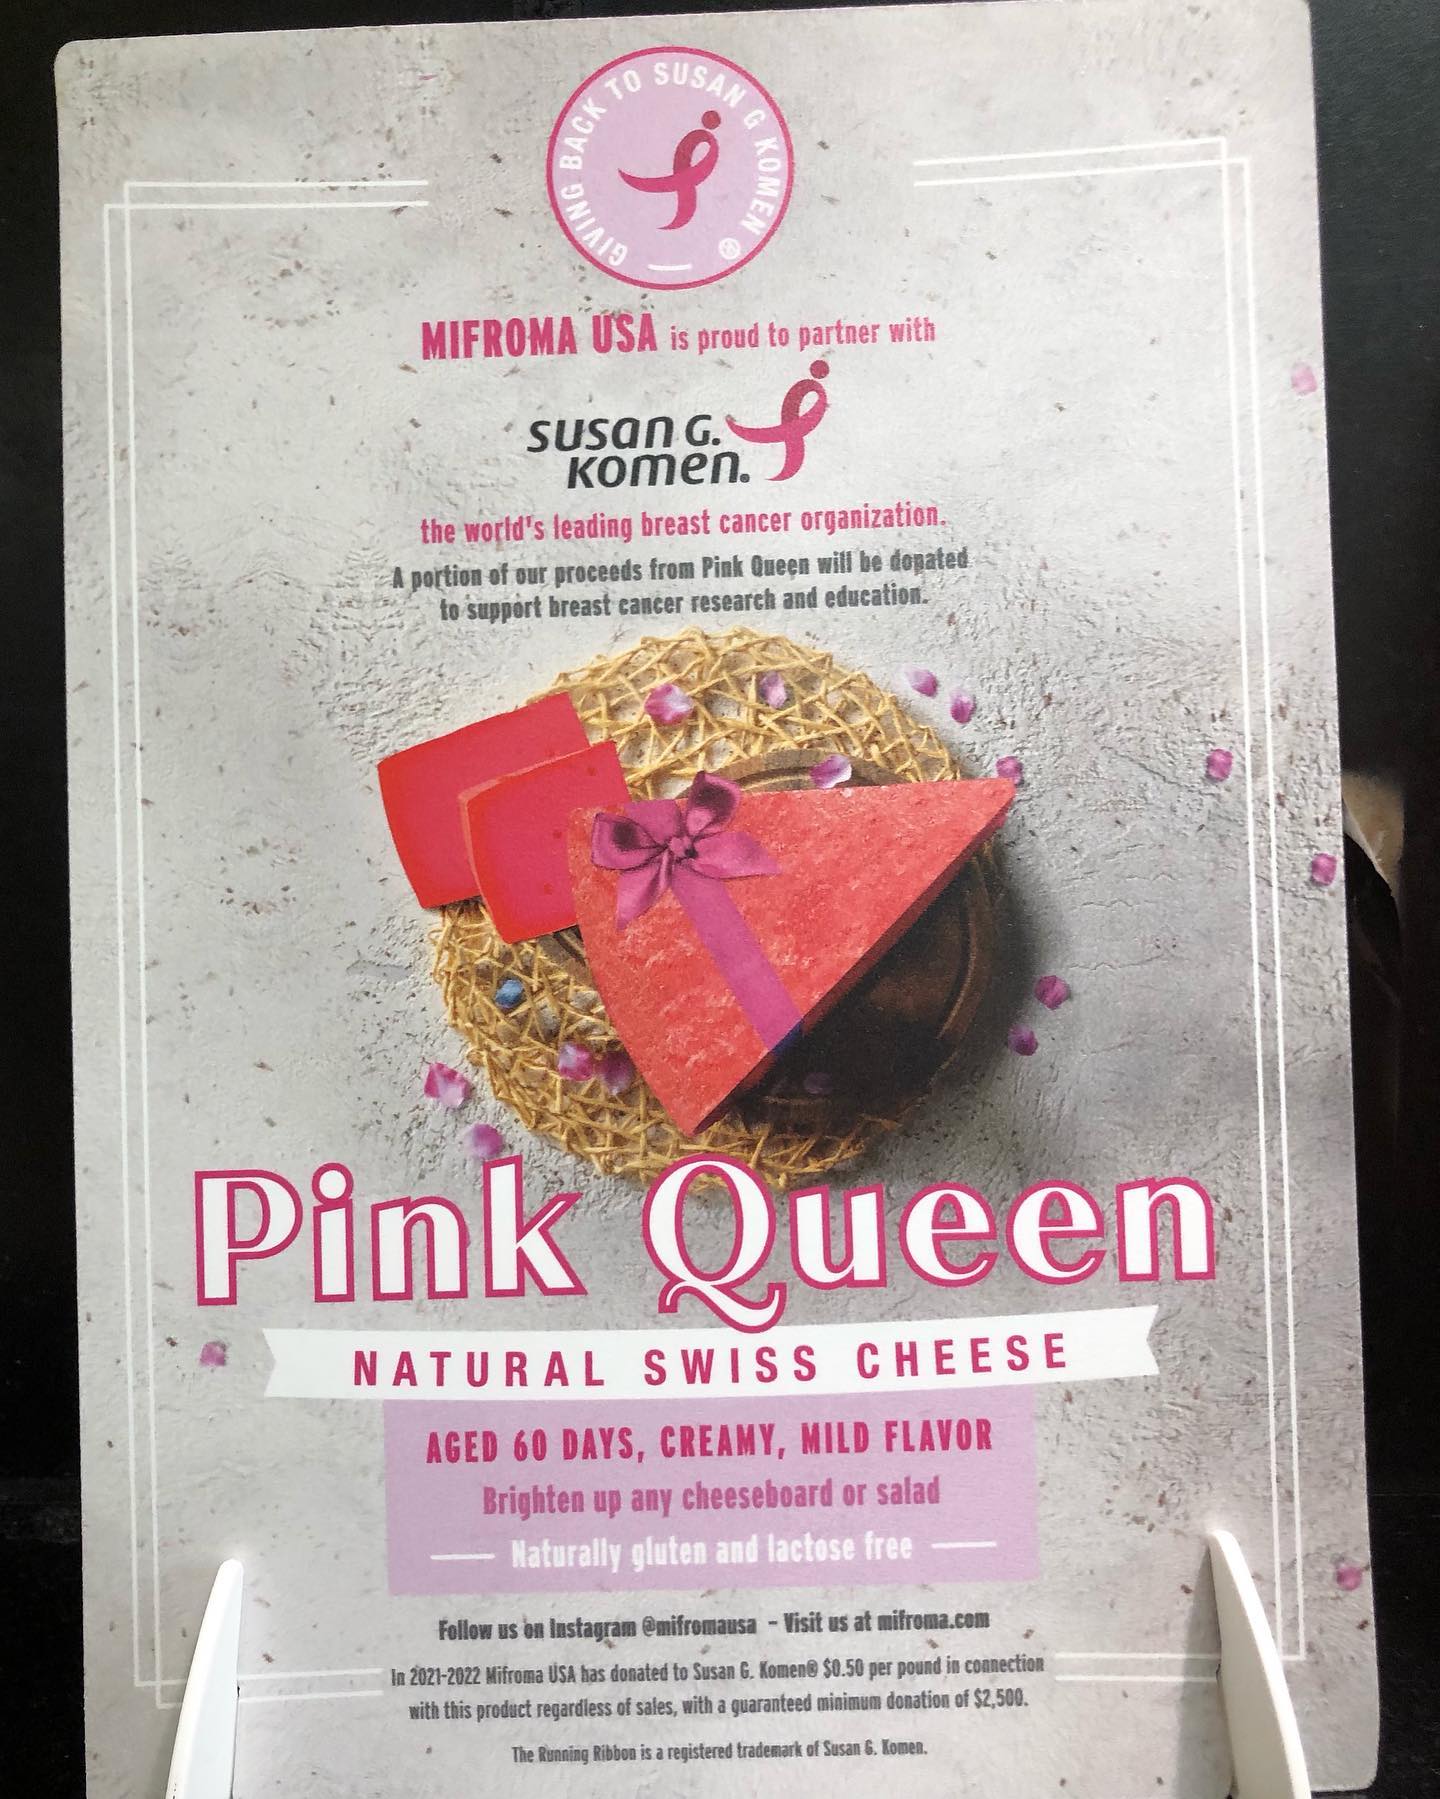 GIVING BACK TO SUSAN G KOMEN ®
MIFROMA USA is proud to partner with
susan G.
Komen.
the world's leading breast cancer organization.
A portion of our proceeds from Pink Queen will be donated
to support breast cancer research and education.
Pink Queen
NATURAL SWISS CHEESE
AGED 60 DAYS, CREAMY, MILD FLAVOR
Brighten up any cheeseboard or salad
Naturally gluten and lactose free
Follow us on Instagram @mifromausa - Visit us at mifroma.com
In 2021-2022 Mifroma USA has donated to Susan G. Komen® $0.50 per pound in connection
with this product regardless of sales, with a guaranteed minimum donation of $2,500.
The Running Ribbon is a registered trademark of Susan G. Komen.